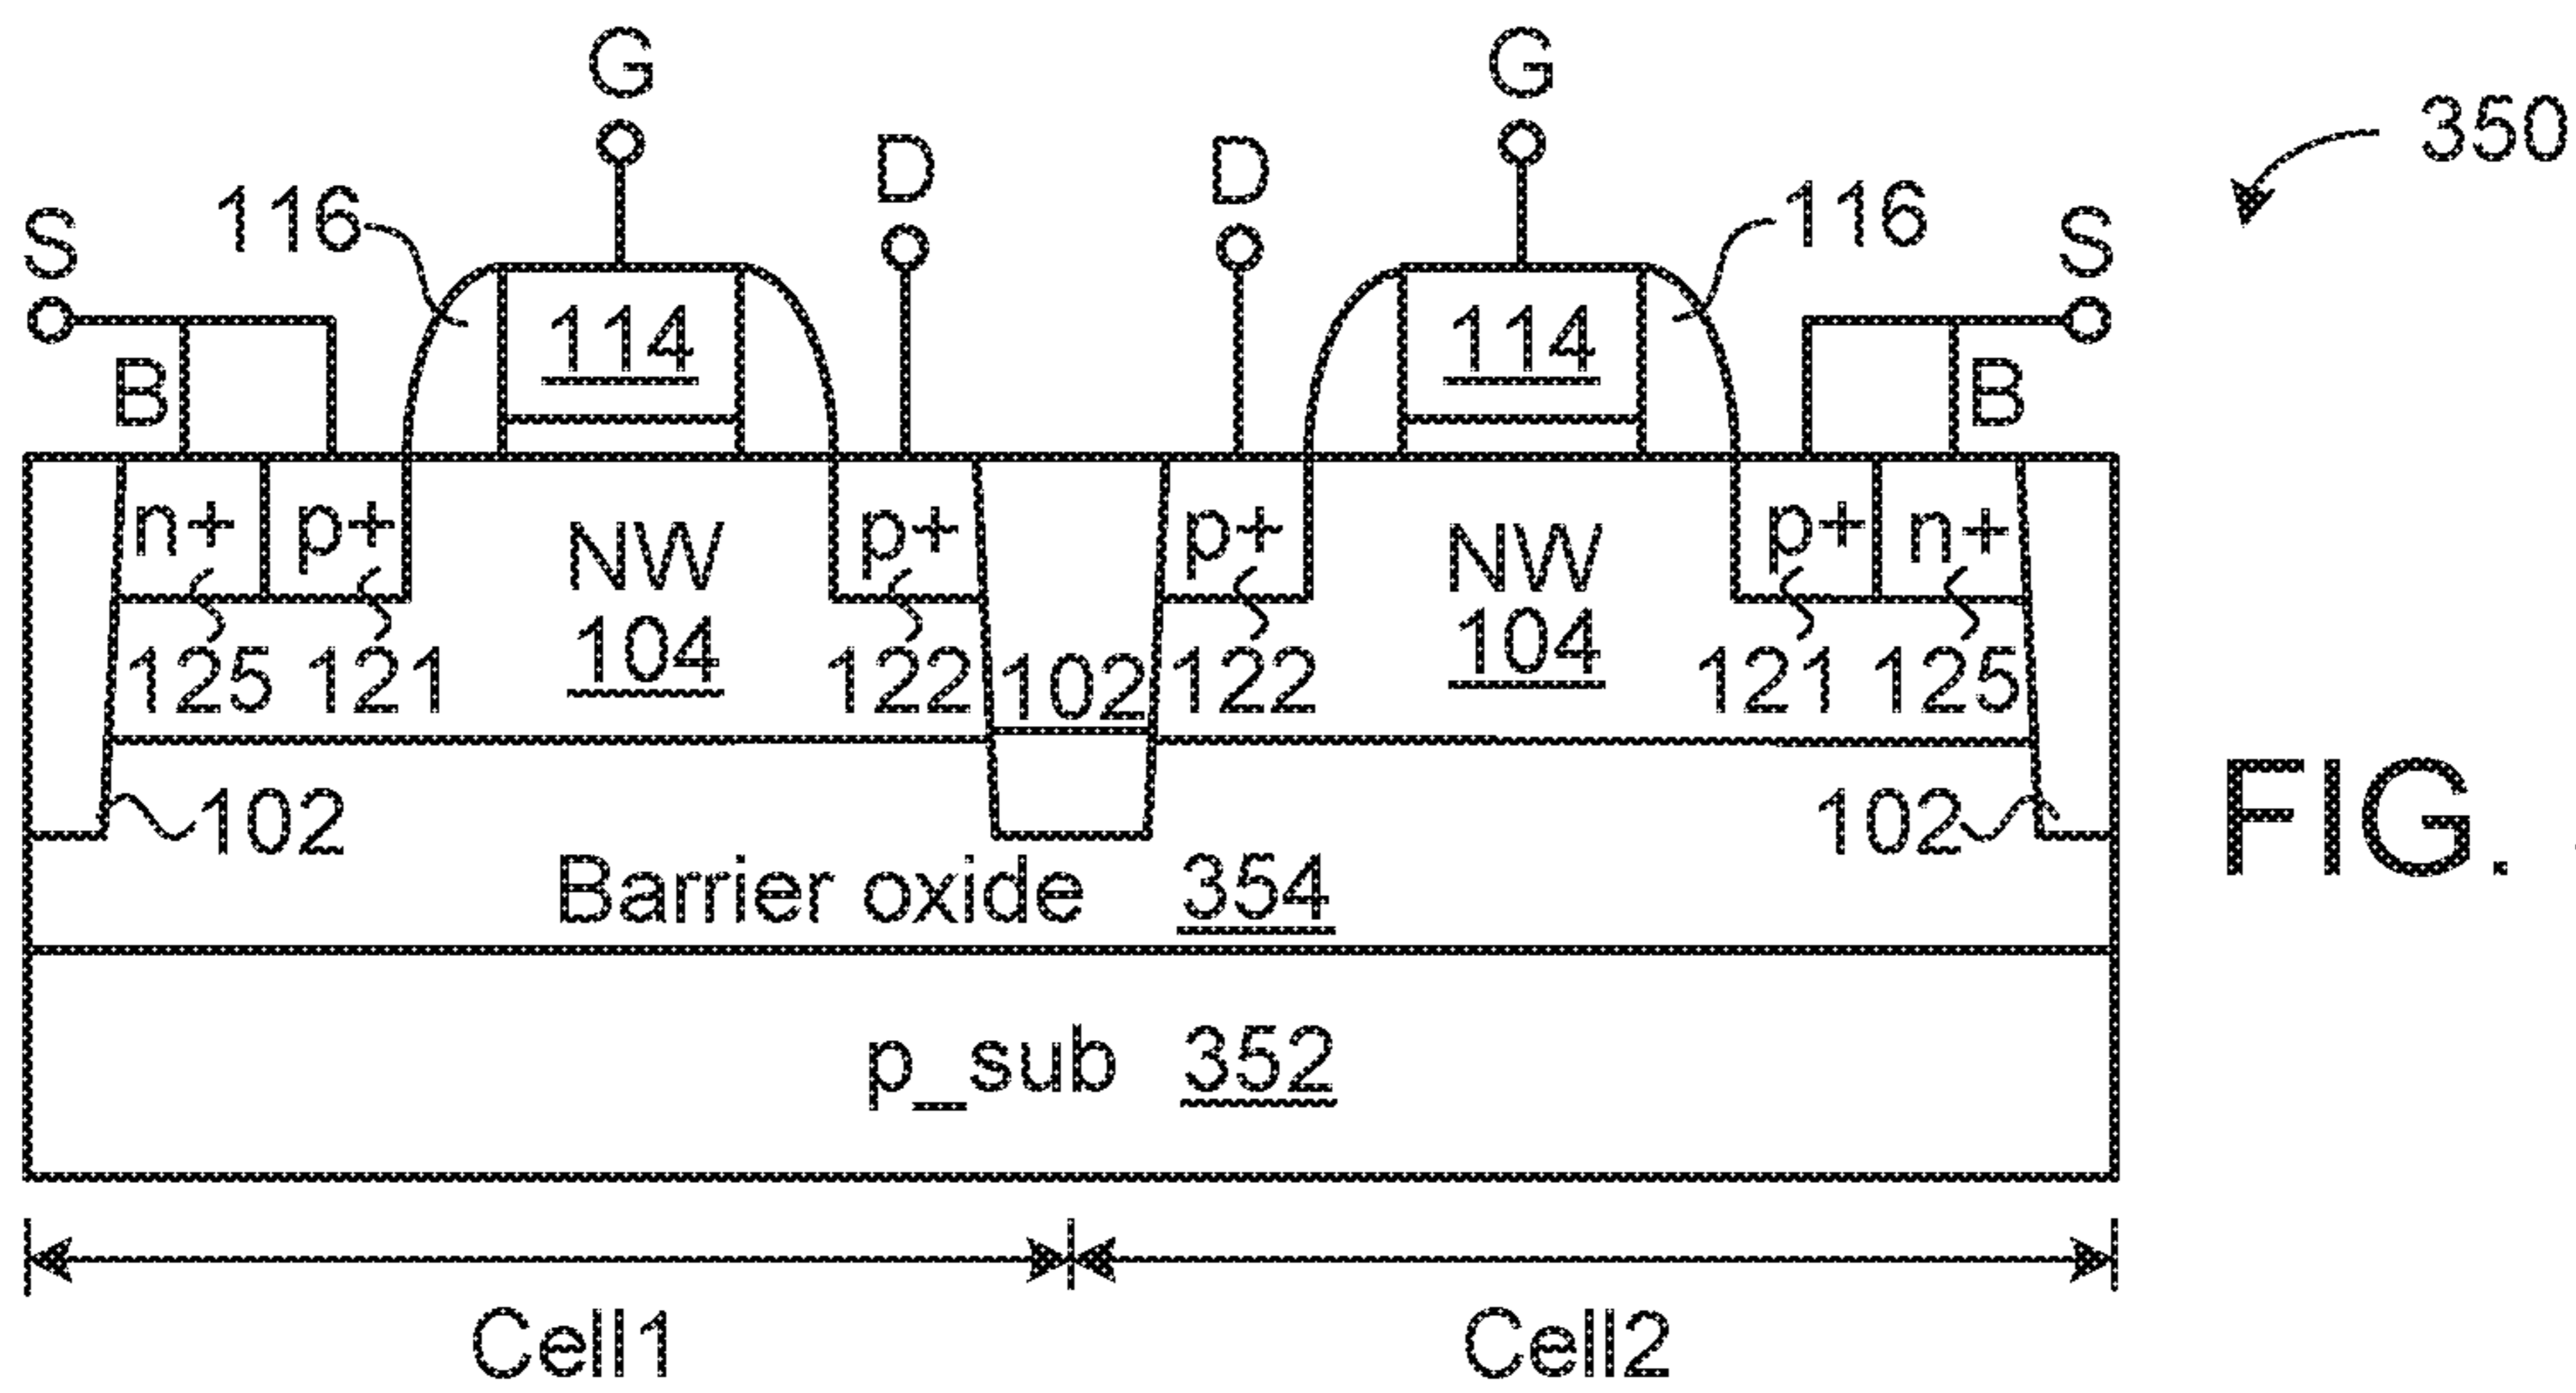 G G
350
D D
116 116
S S
114 114
B B
n+ p+ NW p+ p+ NW p+ n+
104 104
125 121 122 102 122 121 125
102 102
FIG.
Barrier oxide 354
p_sub 352
Cell1 Cell2